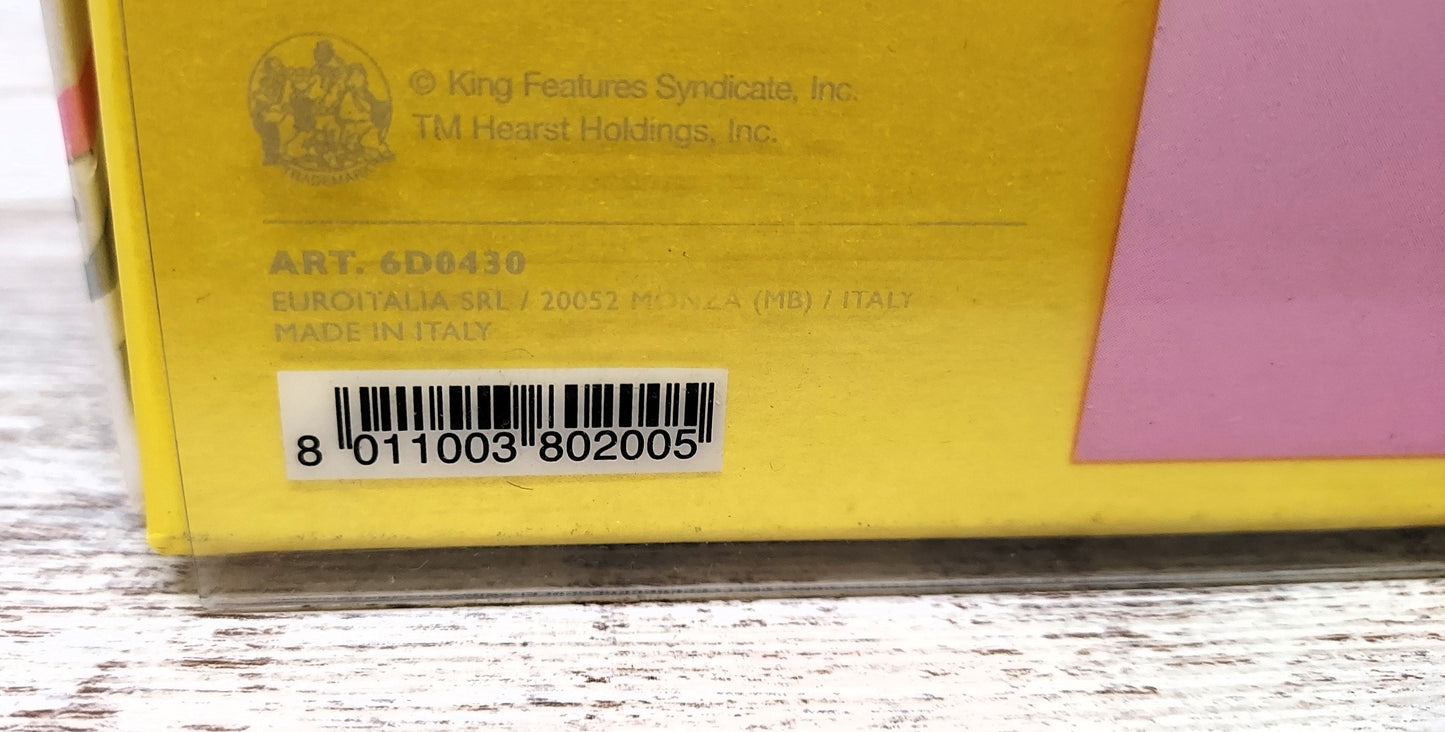 TRADEMARK
© King Features Syndicate, Inc.
TM Hearst Holdings, Inc.
ART. 6D0430
EUROITALIA SRL / 20052 MONZA (MB) / ITALY
MADE IN ITALY
8 011003 802005